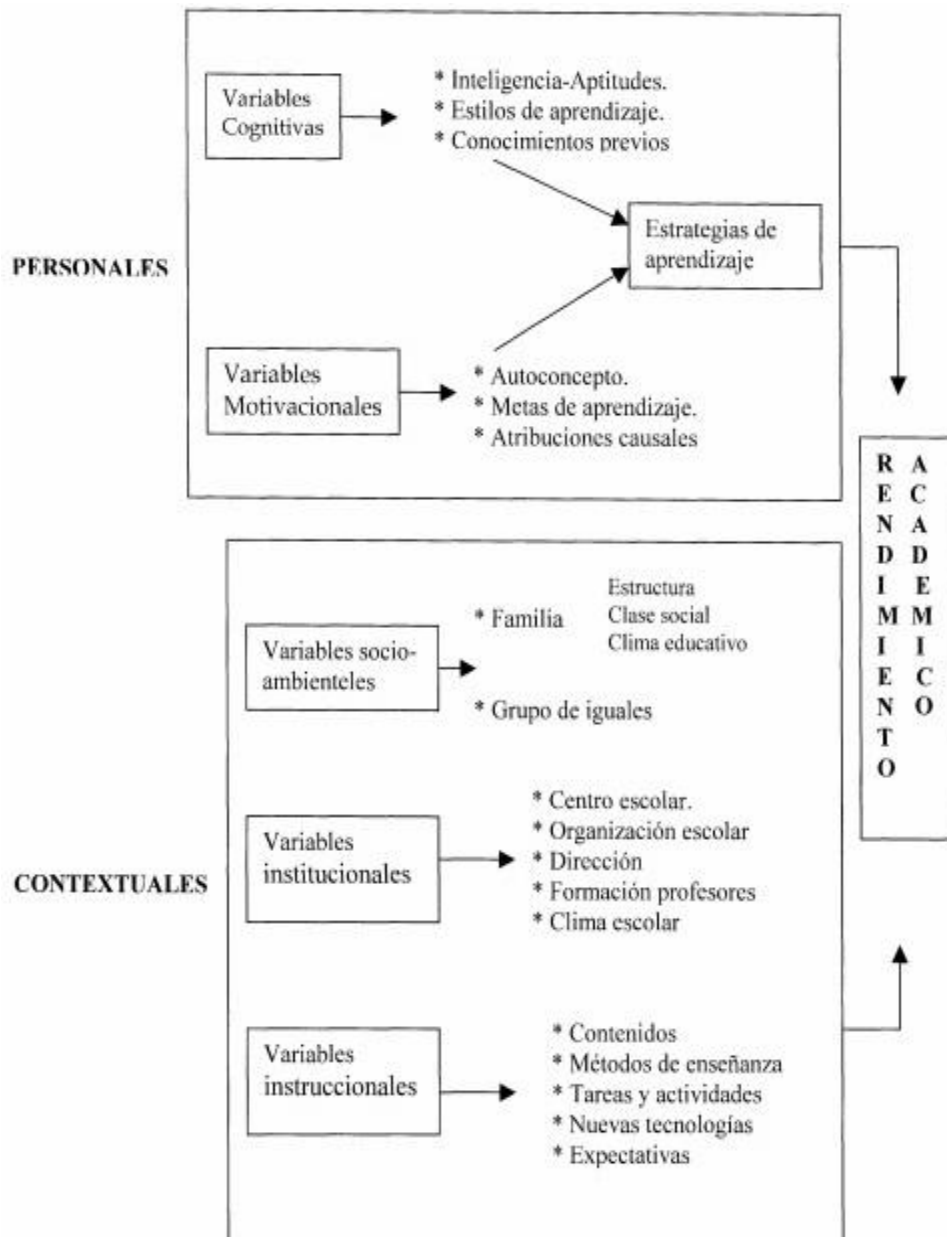 Variables
Cognitivas
* Inteligencia-Aptitudes.
* Estilos de aprendizaje.
* Conocimientos previos
Estrategias de
aprendizaje
PERSONALES
Variables
Motivacionales
* Autoconcepto.
* Metas de aprendizaje.
* Atribuciones causales
RENDIMIENTO
ACADEMICO
* Familia
Estructura
Clase social
Clima educativo
Variables socio-
ambienteles
* Grupo de iguales
* Centro escolar.
* Organización escolar
* Dirección
* Formación profesores
* Clima escolar
Variables
institucionales
CONTEXTUALES
Variables
instruccionales
* Contenidos
* Métodos de enseñanza
* Tareas y actividades
* Nuevas tecnologías
* Expectativas